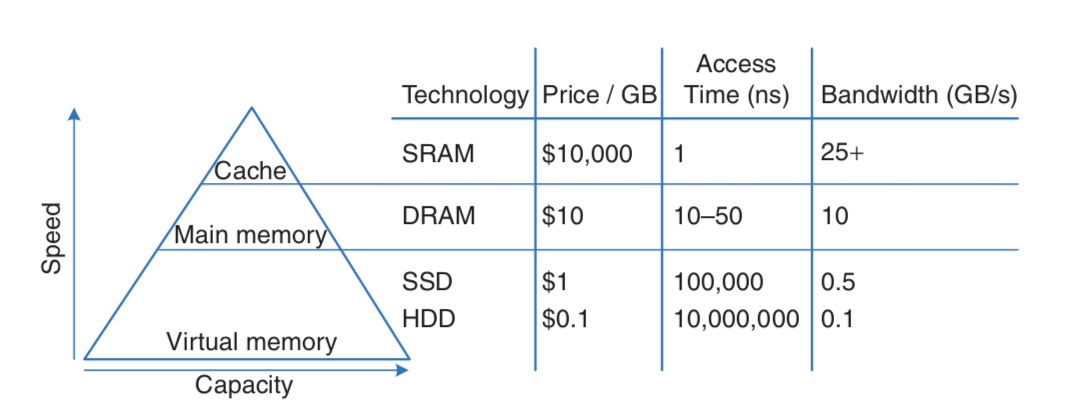 Speed
Cache
Main memory
Virtual memory
Capacity
Technology Price / GB Access Time (ns) Bandwidth (GB/s)
SRAM $10,000 1 25+
DRAM $10 10–50 10
SSD $1 100,000 0.5
HDD $0.1 10,000,000 0.1